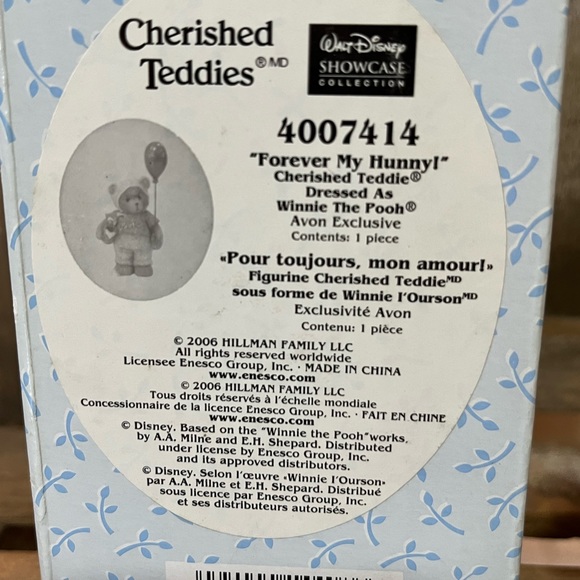 Cherished
Teddies®MD
WALT DISNEY
SHOWCASE
COLLECTION
4007414
"Forever My Hunny!"
Cherished Teddie®
Dressed As
Winnie The Pooh®
Avon Exclusive
Contents: 1 piece
«Pour toujours, mon amour!»
Figurine Cherished TeddieMD
sous forme de Winnie l'OursonMD
Exclusivité Avon
Contenu: 1 pièce
© 2006 HILLMAN FAMILY LLC
All rights reserved worldwide
Licensee Enesco Group, Inc. · MADE IN CHINA
www.enesco.com
© 2006 HILLMAN FAMILY LLC
Tous droits réservés à l'échelle mondiale
Concessionnaire de la licence Enesco Group, Inc. · FAIT EN CHINE
www.enesco.com
© Disney. Based on the "Winnie the Pooh"works,
by A.A. Milne and E.H. Shepard. Distributed
under license by Enesco Group, Inc.
and its approved distributors.
© Disney. Selon l'œuvre «Winnie l'Ourson»
par A.A. Milne et E.H. Shepard. Distribué
sous licence par Enesco Group, Inc.
et ses distributeurs autorisés.